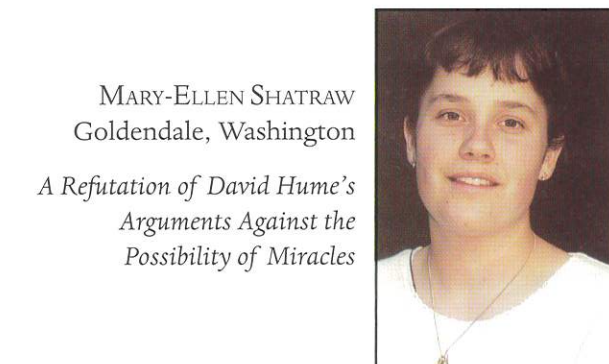 MARY-ELLEN SHATRAW
Goldendale, Washington
A Refutation of David Hume's
Arguments Against the
Possibility of Miracles